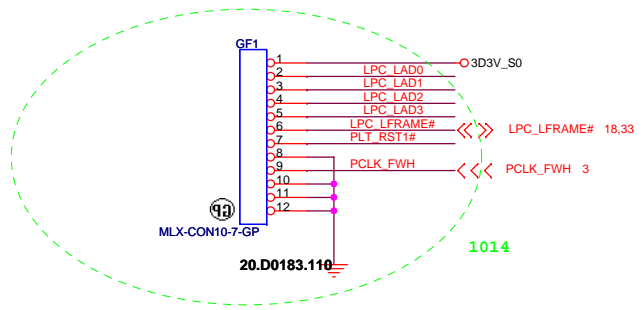 GF1
1
3D3V_S0
2
LPC_LAD0
3
LPC_LAD1
4
LPC_LAD2
5
LPC_LAD3
6
LPC_LFRAME#
LPC_LFRAME# 18,33
7
PLT_RST1#
8
9
PCLK_FWH
PCLK_FWH 3
10
11
12
GP
MLX-CON10-7-GP
1014
20.D0183.110